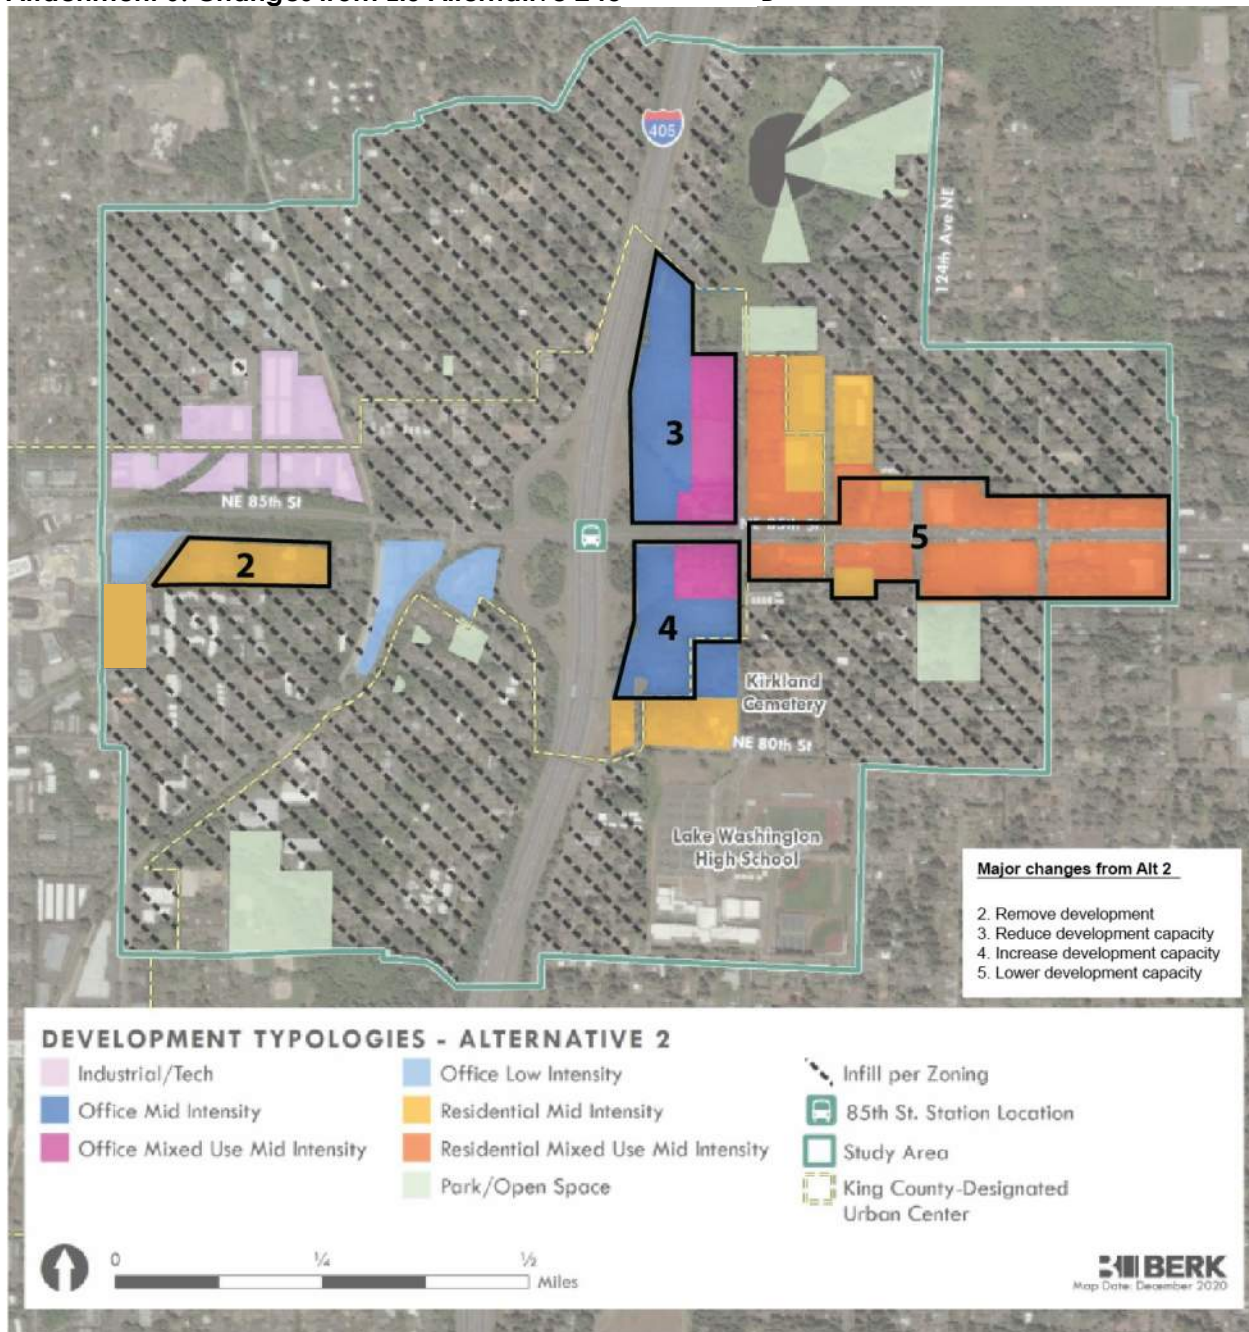 405
124th Ave NE
3
NE 85th St
NE 85th St
5
2
4
Kirkland
Cemetery
NE 80th St
Lake Washington
High School
Major changes from Alt 2
2. Remove development
3. Reduce development capacity
4. Increase development capacity
5. Lower development capacity
DEVELOPMENT TYPOLOGIES - ALTERNATIVE 2
Industrial/Tech
Office Mid Intensity
Office Mixed Use Mid Intensity
Office Low Intensity
Residential Mid Intensity
Residential Mixed Use Mid Intensity
Park/Open Space
Infill per Zoning
85th St. Station Location
Study Area
King County-Designated
Urban Center
0 ¼ ½
Miles
BERK
Map Date: December 2020